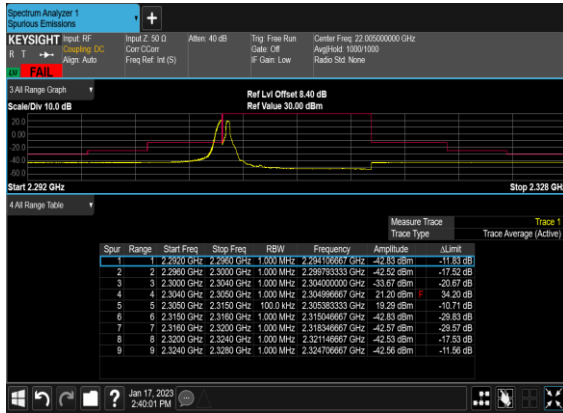 Spectrum Analyzer 1
Spurious Emissions
+
KEYSIGHT Input: RF Input Z: 50 Ω Atten: 40 dB Trig: Free Run Center Freq: 22.005000000 GHz
R T Coupling: DC Corr CCorr Gate: Off Avg|Hold: 1000/1000
Align: Auto Freq Ref: Int (S) IF Gain: Low Radio Std: None
FAIL
3 All Range Graph
Scale/Div 10.0 dB Ref Lvl Offset 8.40 dB
Ref Value 30.00 dBm
20.0
0.00
-20.0
-40.0
-60.0
Start 2.292 GHz Stop 2.328 GH
4 All Range Table
Measure Trace Trace 1
Trace Type Trace Average (Active)
Spur Range Start Freq Stop Freq RBW Frequency Amplitude ΔLimit
1 1 2.2920 GHz 2.2960 GHz 1.000 MHz 2.294106667 GHz -42.83 dBm -11.83 dB
2 2 2.2960 GHz 2.3000 GHz 1.000 MHz 2.299793333 GHz -42.52 dBm -17.52 dB
3 3 2.3000 GHz 2.3040 GHz 1.000 MHz 2.304000000 GHz -33.67 dBm -20.67 dB
4 4 2.3040 GHz 2.3050 GHz 1.000 MHz 2.304996667 GHz 21.20 dBm F 34.20 dB
5 5 2.3050 GHz 2.3150 GHz 100.0 kHz 2.305383333 GHz 19.29 dBm -10.71 dB
6 6 2.3150 GHz 2.3160 GHz 1.000 MHz 2.315046667 GHz -42.83 dBm -29.83 dB
7 7 2.3160 GHz 2.3200 GHz 1.000 MHz 2.318346667 GHz -42.57 dBm -29.57 dB
8 8 2.3200 GHz 2.3240 GHz 1.000 MHz 2.321146667 GHz -42.53 dBm -17.53 dB
9 9 2.3240 GHz 2.3280 GHz 1.000 MHz 2.324706667 GHz -42.56 dBm -11.56 dB
? Jan 17, 2023
2:40:01 PM